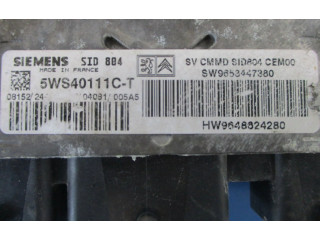 SIEMENS SID 804
MADE IN FRANCE
5WS40111C-T
SV CMMD SID804 CEM00
SW9653447380
HW9648624280